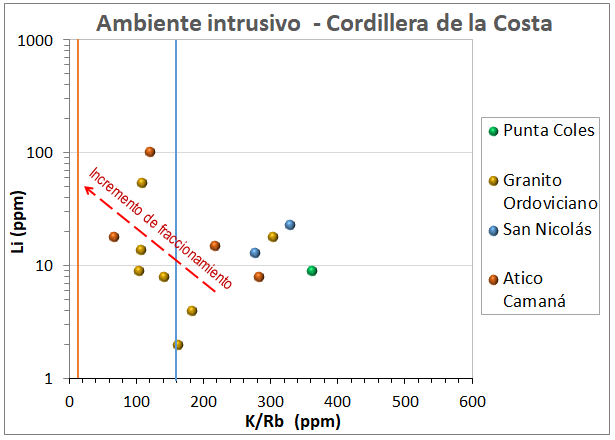 Ambiente intrusivo - Cordillera de la Costa
1000
100
10
1
Li (ppm)
Incremento de fraccionamiento
0 100 200 300 400 500 600
K/Rb (ppm)
Punta Coles
Granito
Ordoviciano
San Nicolás
Atico
Camaná